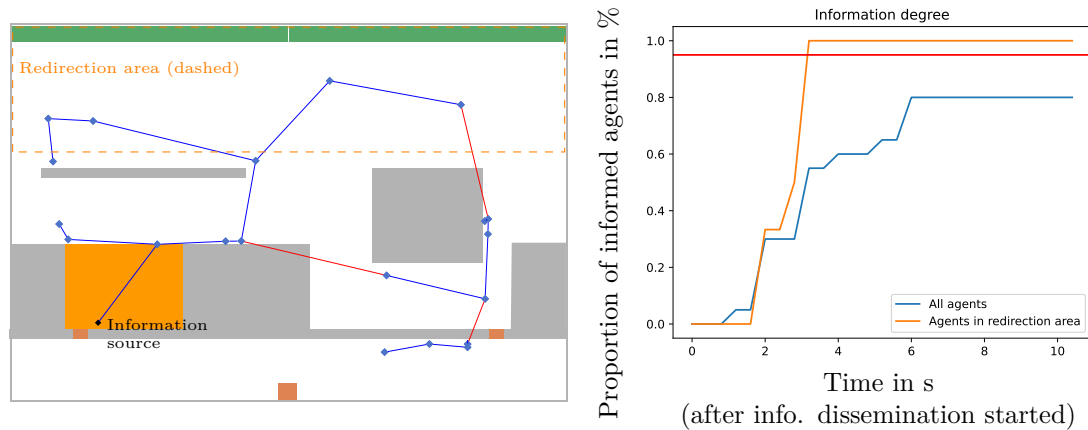 Redirection area (dashed)
Information
source
Information degree
Proportion of informed agents in %
1.0
0.8
0.6
0.4
0.2
0.0
0
2
4
6
8
10
All agents
Agents in redirection area
Time in s
(after info. dissemination started)